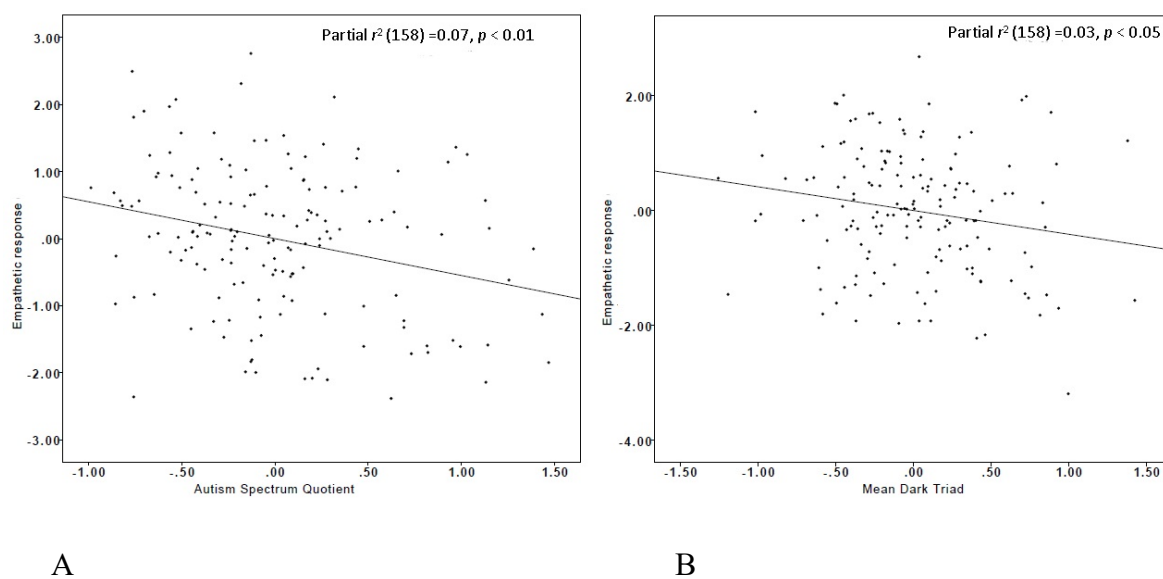 Partial r² (158) =0.07, p < 0.01
3.00
2.00
1.00
.00
-1.00
-2.00
-3.00
Empathetic response
-1.00 -.50 .00 .50 1.00 1.50
Autism Spectrum Quotient
A
Partial r² (158) =0.03, p < 0.05
2.00
.00
-2.00
-4.00
Empathetic response
-1.50 -1.00 -.50 .00 .50 1.00 1.50
Mean Dark Triad
B